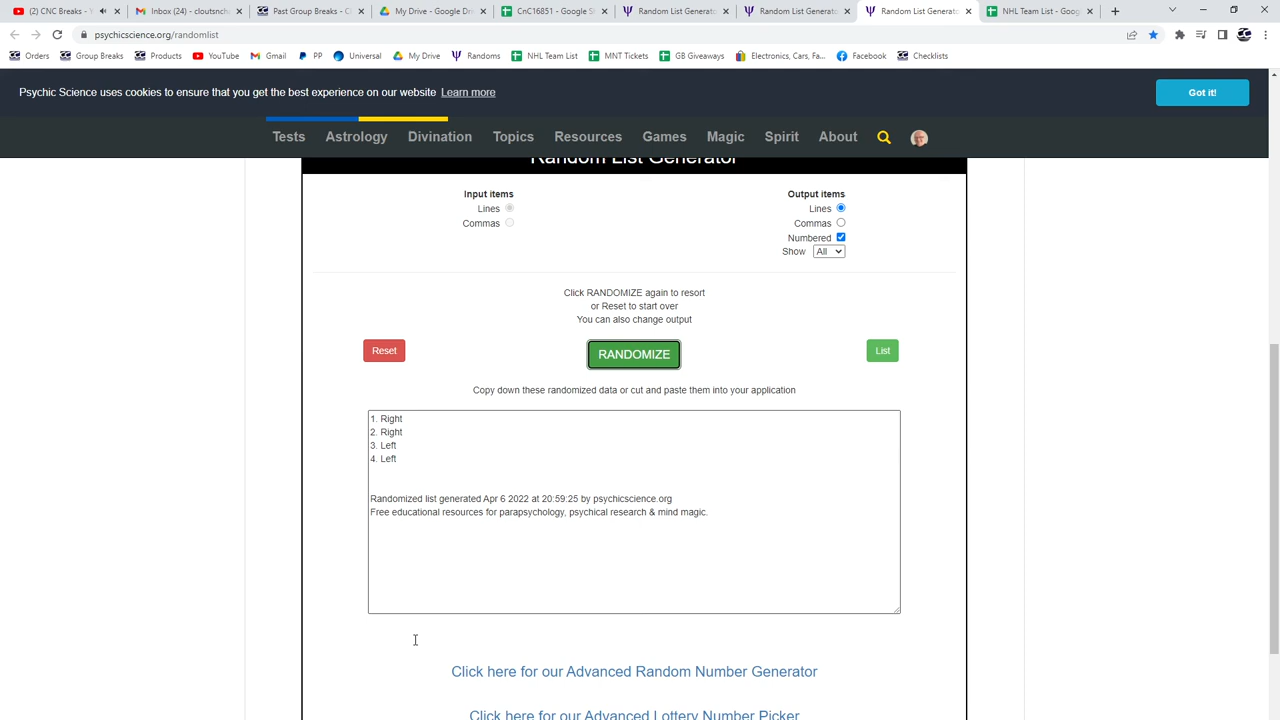 (2) CNC Breaks - Y
Inbox (24) - cloutsnch
Past Group Breaks - C
My Drive - Google Dri
CnC16851 - Google Sh
Random List Generato
Random List Generato
Random List Generato
NHL Team List - Goog
psychicscience.org/randomlist
Orders
Group Breaks
Products
YouTube
Gmail
PP
Universal
My Drive
Randoms
NHL Team List
MNT Tickets
GB Giveaways
Electronics, Cars, Fa...
Facebook
Checklists
Psychic Science uses cookies to ensure that you get the best experience on our website Learn more
Got it!
Tests
Astrology
Divination
Topics
Resources
Games
Magic
Spirit
About
Random List Generator
Input items
Output items
Lines
Lines
Commas
Commas
Numbered
Show All
Click RANDOMIZE again to resort
or Reset to start over
You can also change output
Reset
RANDOMIZE
List
Copy down these randomized data or cut and paste them into your application
1. Right
2. Right
3. Left
4. Left
Randomized list generated Apr 6 2022 at 20:59:25 by psychicscience.org
Free educational resources for parapsychology, psychical research & mind magic.
Click here for our Advanced Random Number Generator
Click here for our Advanced Lottery Number Picker